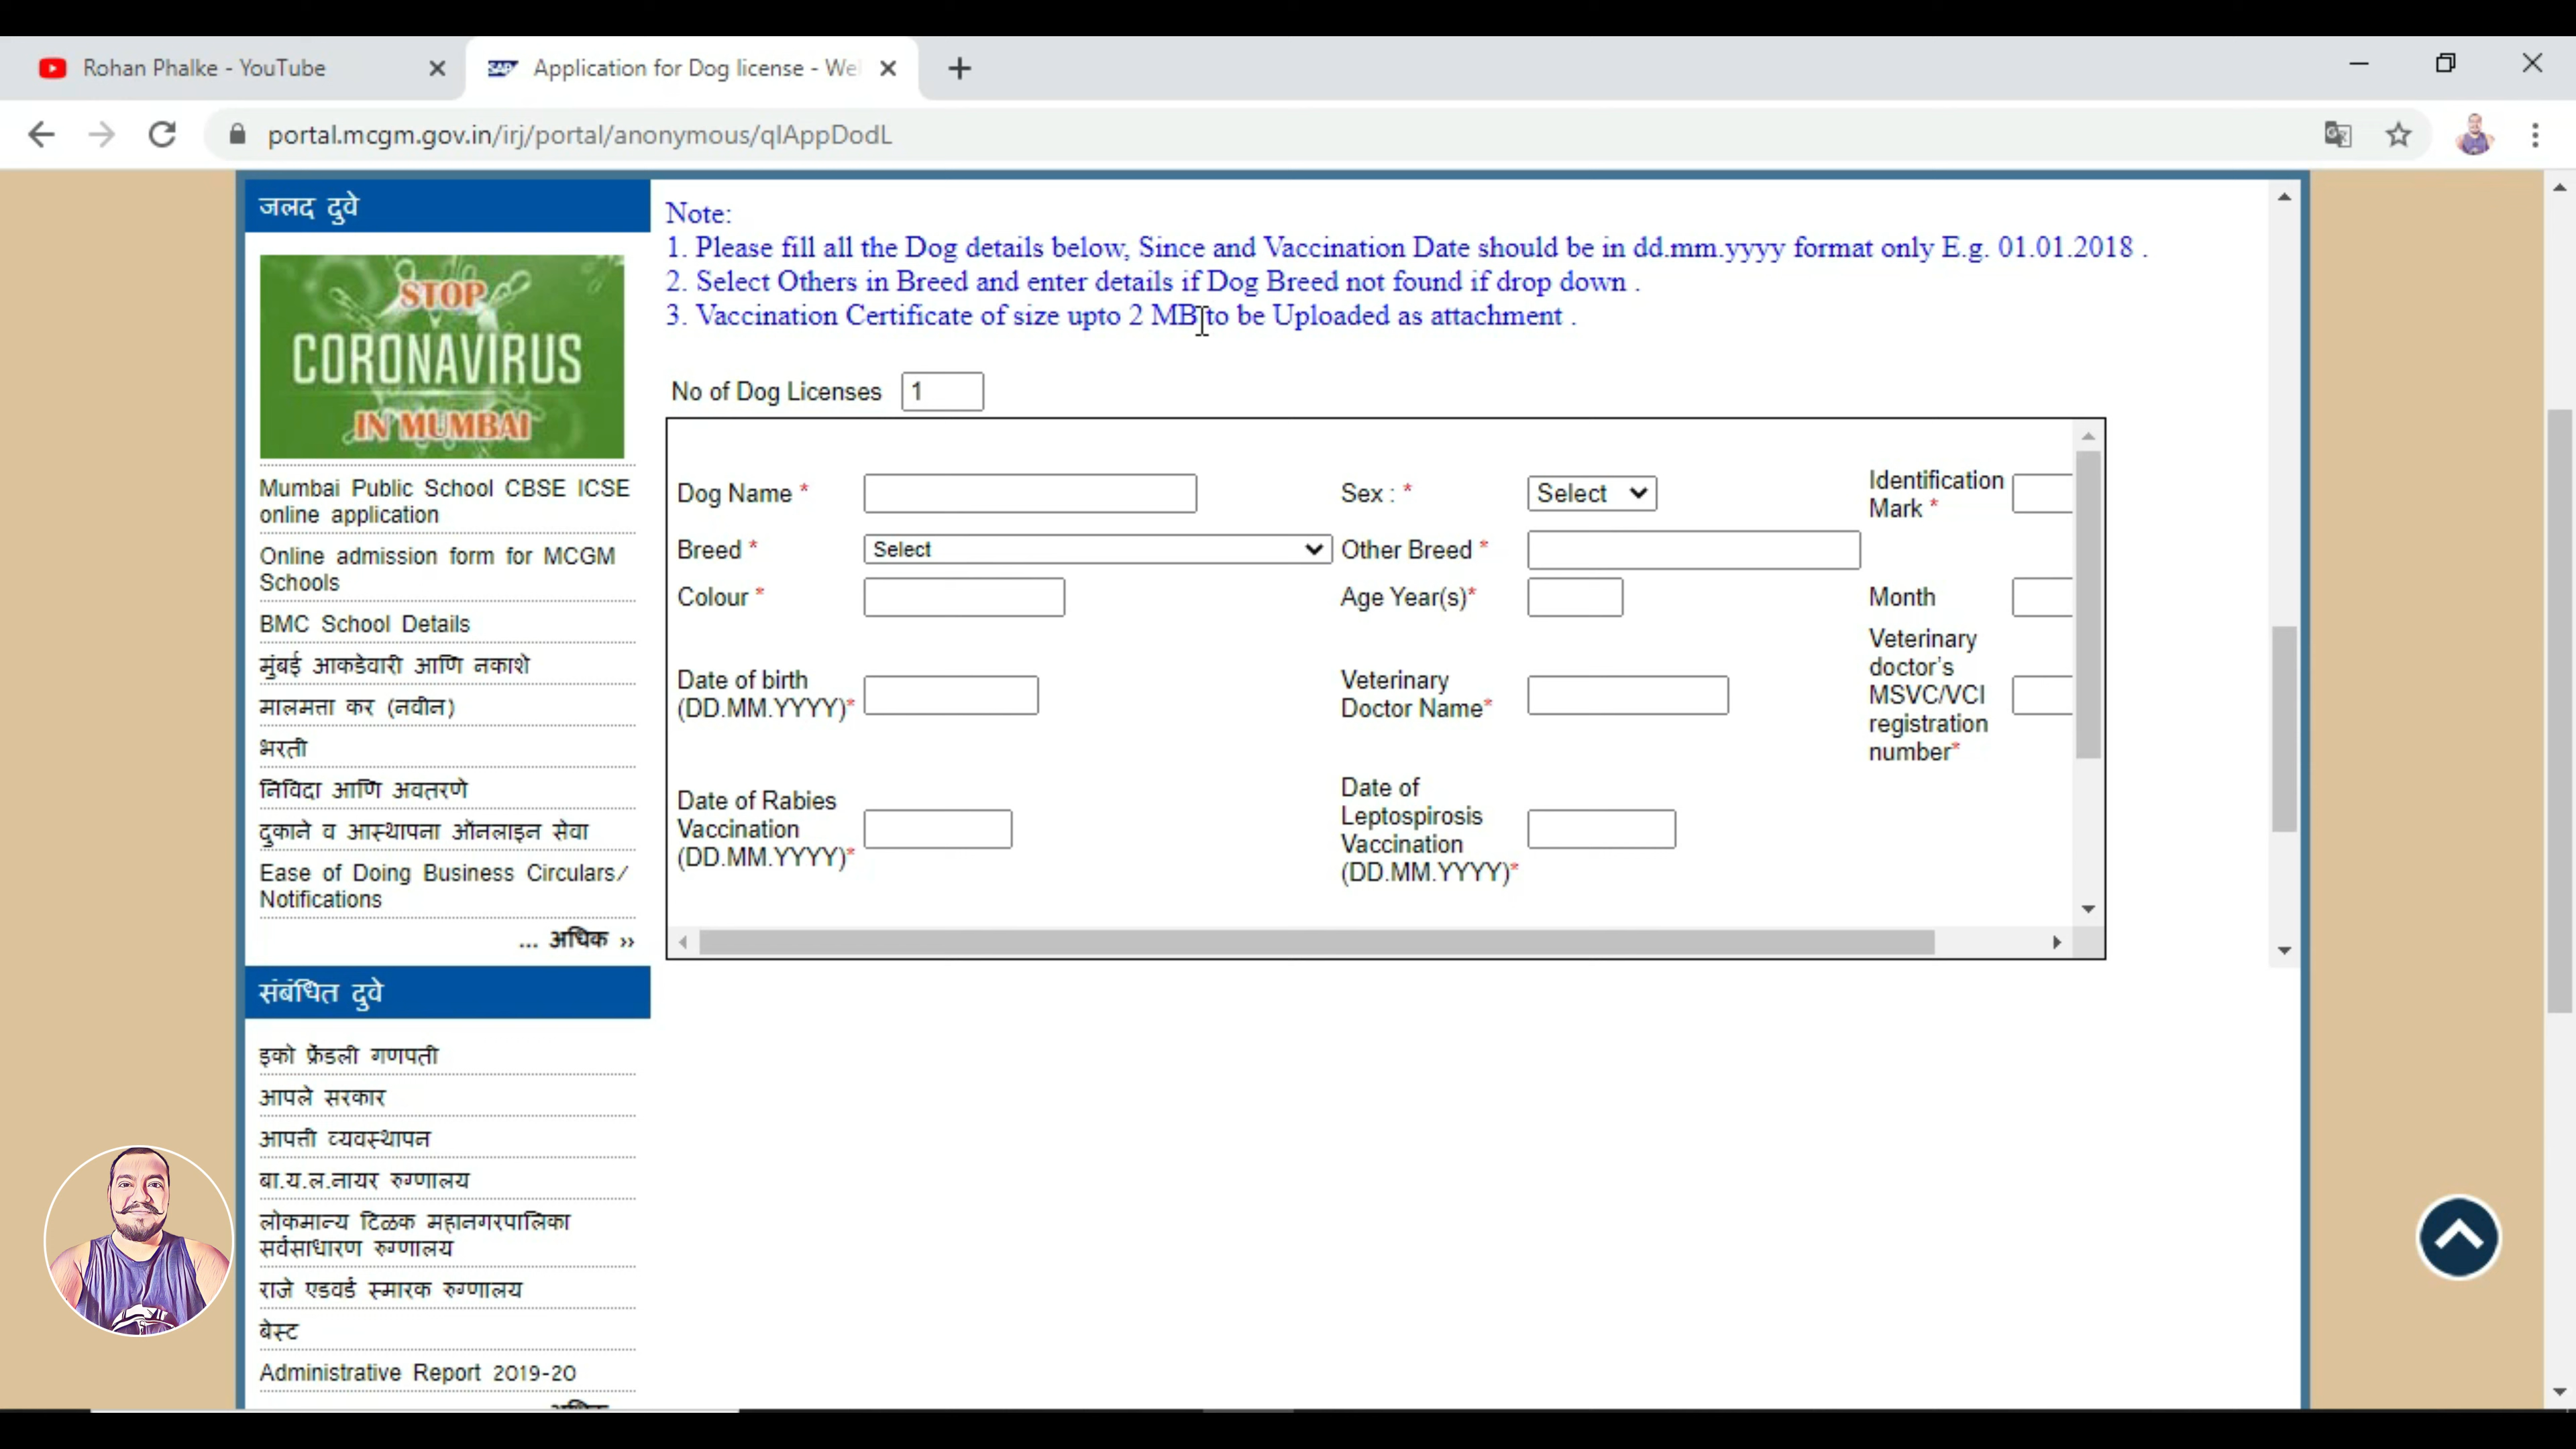 Rohan Phalke - YouTube
Application for Dog license - Wel
portal.mcgm.gov.in/irj/portal/anonymous/qlAppDodL
जलद दुवे
STOP
CORONAVIRUS
IN MUMBAI
Mumbai Public School CBSE ICSE
online application
Online admission form for MCGM
Schools
BMC School Details
मुंबई आकडेवारी आणि नकाशे
मालमत्ता कर (नवीन)
भरती
निविदा आणि अवतरणे
दुकाने व आस्थापना ऑनलाइन सेवा
Ease of Doing Business Circulars/
Notifications
... अधिक ››
संबंधित दुवे
इको फ्रेंडली गणपती
आपले सरकार
आपत्ती व्यवस्थापन
बा.य.ल.नायर रुग्णालय
लोकमान्य टिळक महानगरपालिका
सर्वसाधारण रुग्णालय
राजे एडवर्ड स्मारक रुग्णालय
बेस्ट
Administrative Report 2019-20
Note:
1. Please fill all the Dog details below, Since and Vaccination Date should be in dd.mm.yyyy format only E.g. 01.01.2018 .
2. Select Others in Breed and enter details if Dog Breed not found if drop down .
3. Vaccination Certificate of size upto 2 MB to be Uploaded as attachment .
No of Dog Licenses 1
Dog Name * Sex : * Select Identification
Mark *
Breed * Select Other Breed *
Colour * Age Year(s)* Month
Date of birth
(DD.MM.YYYY)*
Veterinary
Doctor Name*
Veterinary
doctor's
MSVC/VCI
registration
number*
Date of Rabies
Vaccination
(DD.MM.YYYY)*
Date of
Leptospirosis
Vaccination
(DD.MM.YYYY)*